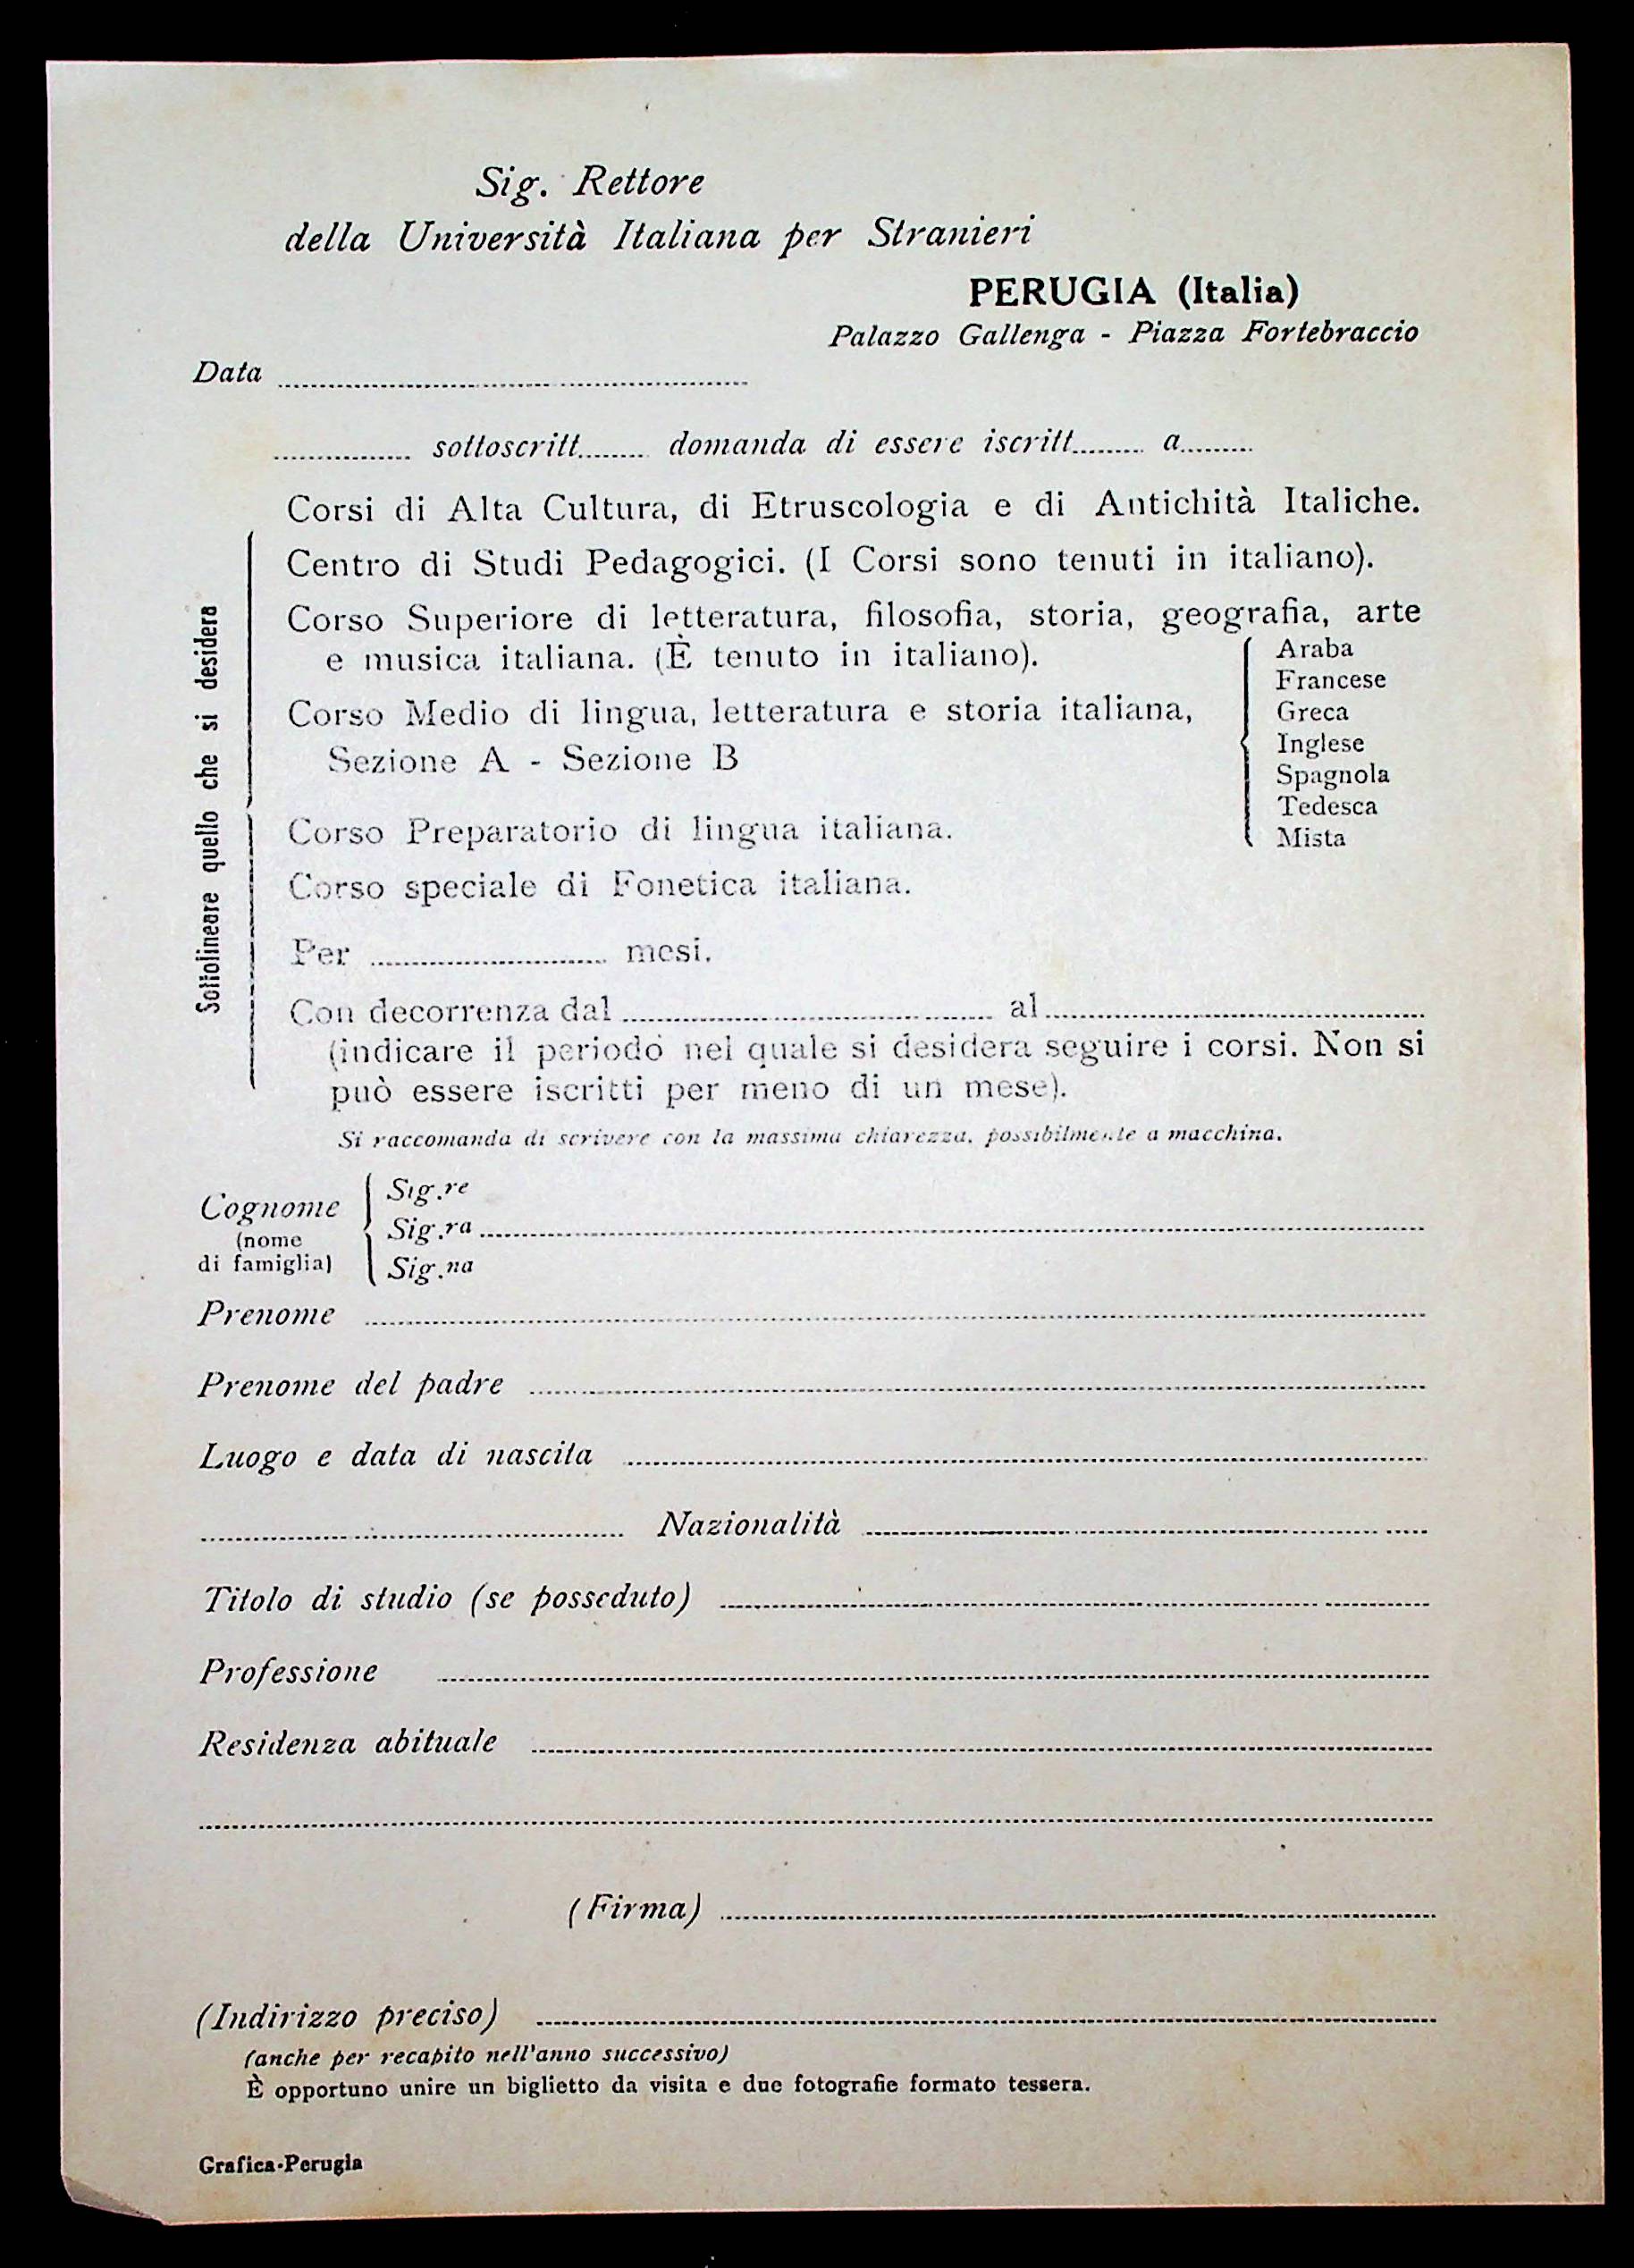 Sig. Rettore
della Università Italiana per Stranieri
PERUGIA (Italia)
Palazzo Gallenga - Piazza Fortebraccio
Data ..............................
............... sottoscritt........ domanda di essere iscritt........ a........
Sottolineare quello che si desidera
Corsi di Alta Cultura, di Etruscologia e di Antichità Italiche.
Centro di Studi Pedagogici. (I Corsi sono tenuti in italiano).
Corso Superiore di letteratura, filosofia, storia, geografia, arte
e musica italiana. (È tenuto in italiano).
Corso Medio di lingua, letteratura e storia italiana,
Sezione A - Sezione B
Araba
Francese
Greca
Inglese
Spagnola
Tedesca
Mista
Corso Preparatorio di lingua italiana.
Corso speciale di Fonetica italiana.
Per .............................. mesi.
Con decorrenza dal .............................. al..............................
(indicare il periodo nel quale si desidera seguire i corsi. Non si
può essere iscritti per meno di un mese).
Si raccomanda di scrivere con la massima chiarezza, possibilmente a macchina.
Cognome
(nome
di famiglia)
Sig.re
Sig.ra ..............................
Sig.na
Prenome ..............................
Prenome del padre ..............................
Luogo e data di nascita ..............................
.............................. Nazionalità ..............................
Titolo di studio (se posseduto) ..............................
Professione ..............................
Residenza abituale ..............................
..............................
(Firma) ..............................
(Indirizzo preciso) ..............................
(anche per recapito nell'anno successivo)
È opportuno unire un biglietto da visita e due fotografie formato tessera.
Grafica-Perugia